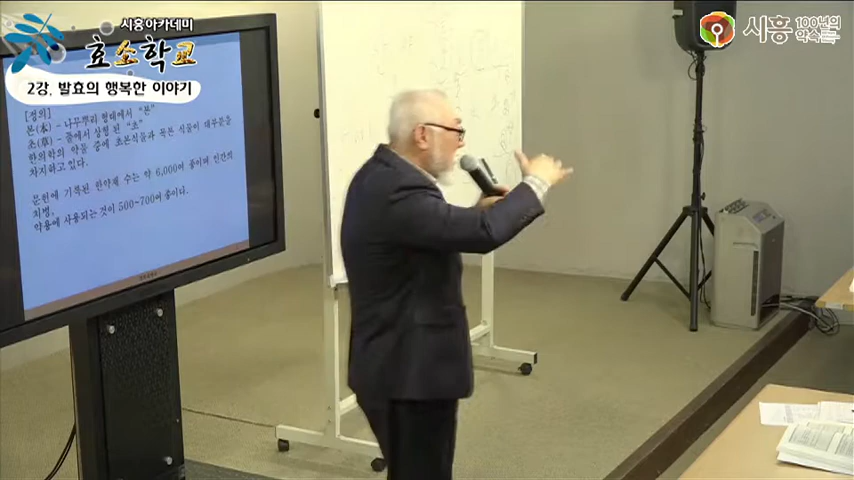 시흥아카데미
효소학교
2강. 발효의 행복한 이야기
시흥 100년의 약속
[정의]
본(本) - 나무뿌리 형태에서 "본"
초(草) - 풀에서 상형 된 "초"
한의학의 약물 중에 초본식물과 목본 식물이 대부분을
차지하고 있다.
문헌에 기록된 한약재 수는 약 6,000여 종이며 인간의
치병,
약용에 사용되는 것이 500~700여 종이다.